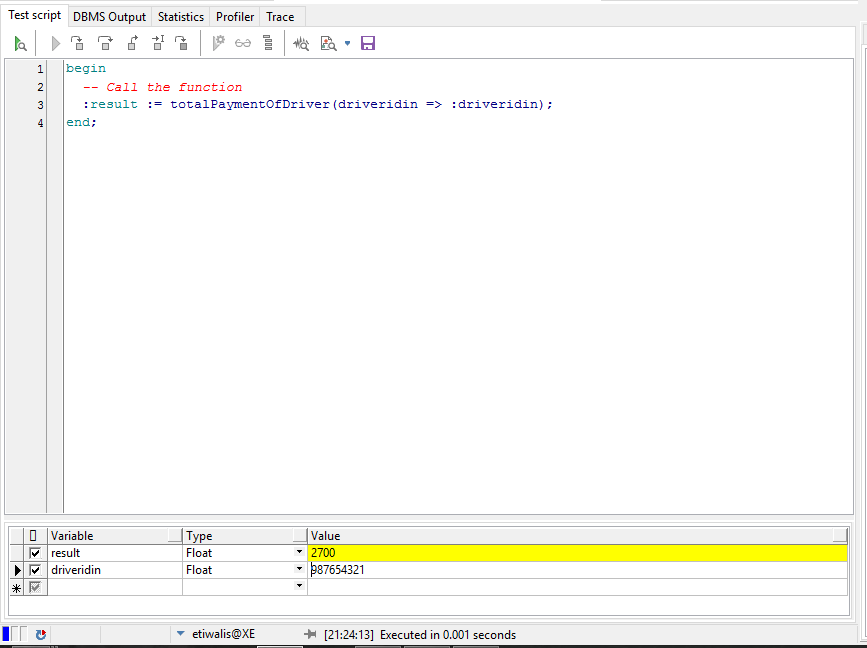 Test script DBMS Output Statistics Profiler Trace
1 begin
2 -- Call the function
3 :result := totalPaymentOfDriver(driveridin => :driveridin);
4 end;
Variable Type Value
result Float 2700
driveridin Float 987654321
etiwalis@XE [21:24:13] Executed in 0.001 seconds